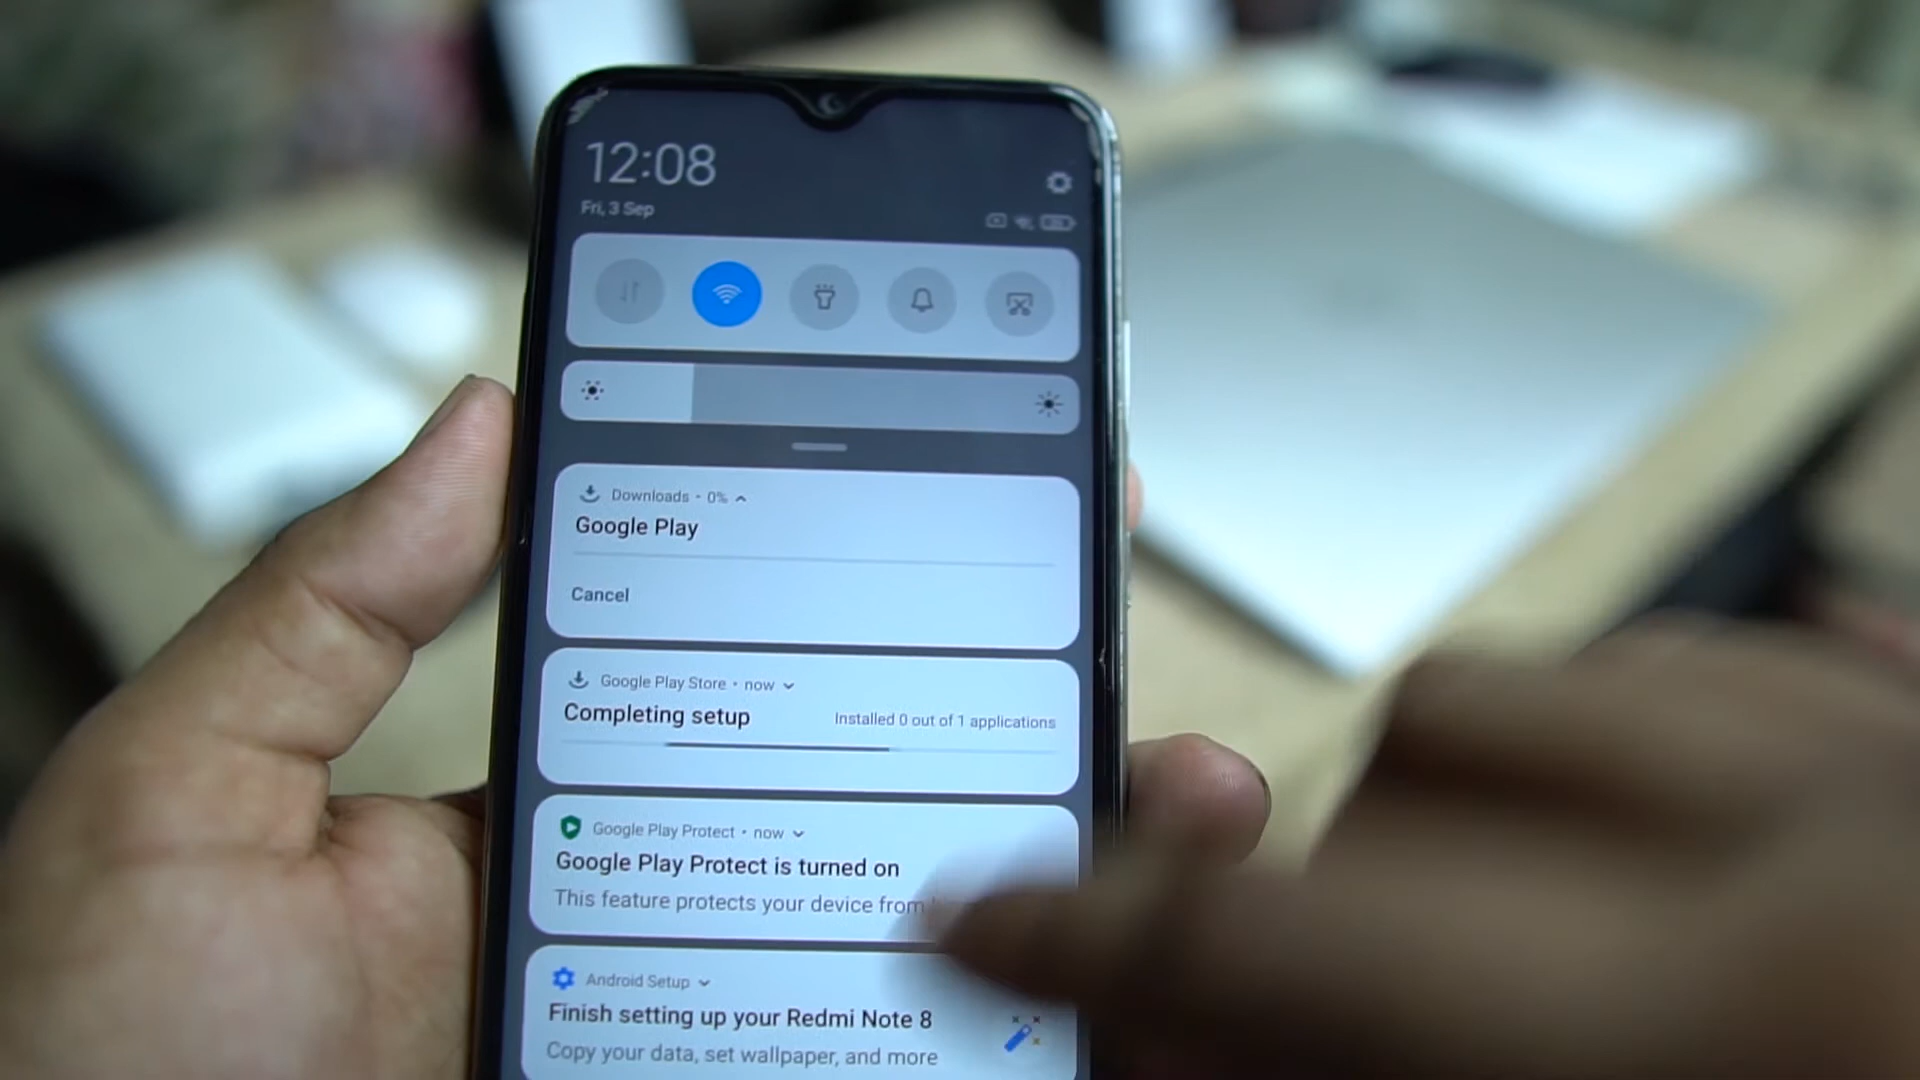 12:08
Fri, 3 Sep
Downloads • 0%
Google Play
Cancel
Google Play Store • now
Completing setup
Installed 0 out of 1 applications
Google Play Protect • now
Google Play Protect is turned on
This feature protects your device from
Android Setup
Finish setting up your Redmi Note 8
Copy your data, set wallpaper, and more